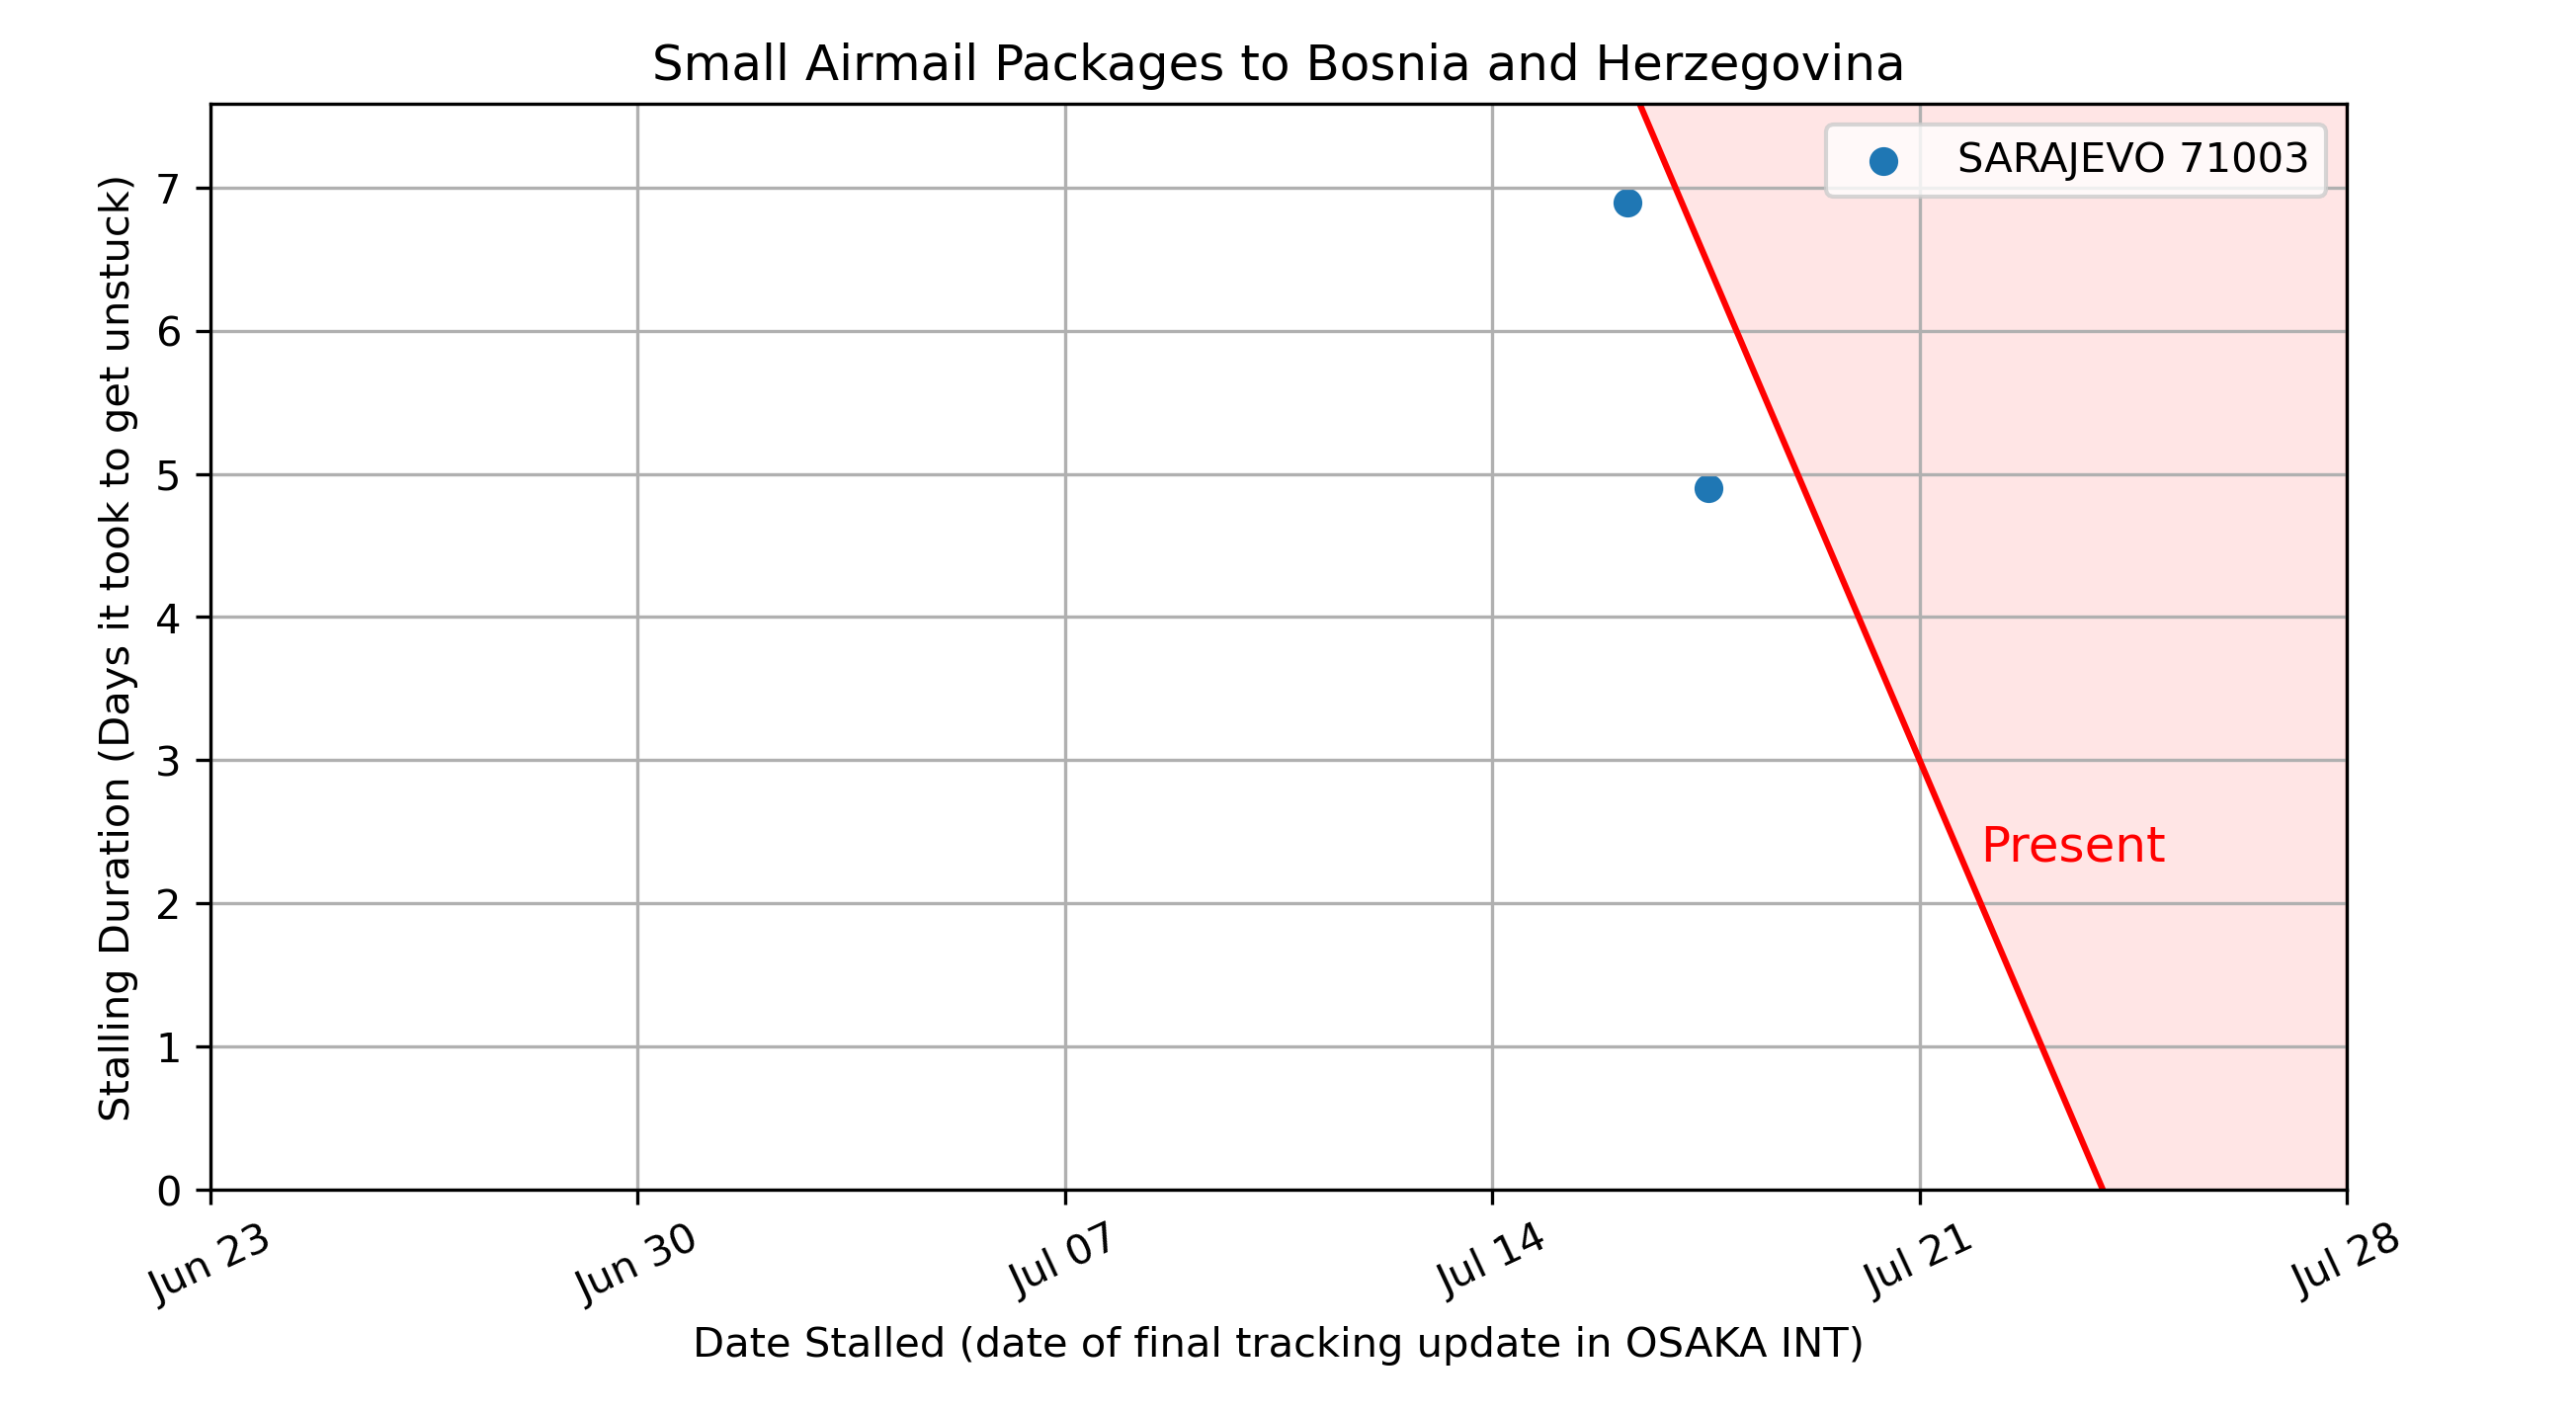 Small Airmail Packages to Bosnia and Herzegovina
SARAJEVO 71003
Stalling Duration (Days it took to get unstuck)
7
6
5
4
3
2
1
0
Present
Jun 23
Jun 30
Jul 07
Jul 14
Jul 21
Jul 28
Date Stalled (date of final tracking update in OSAKA INT)